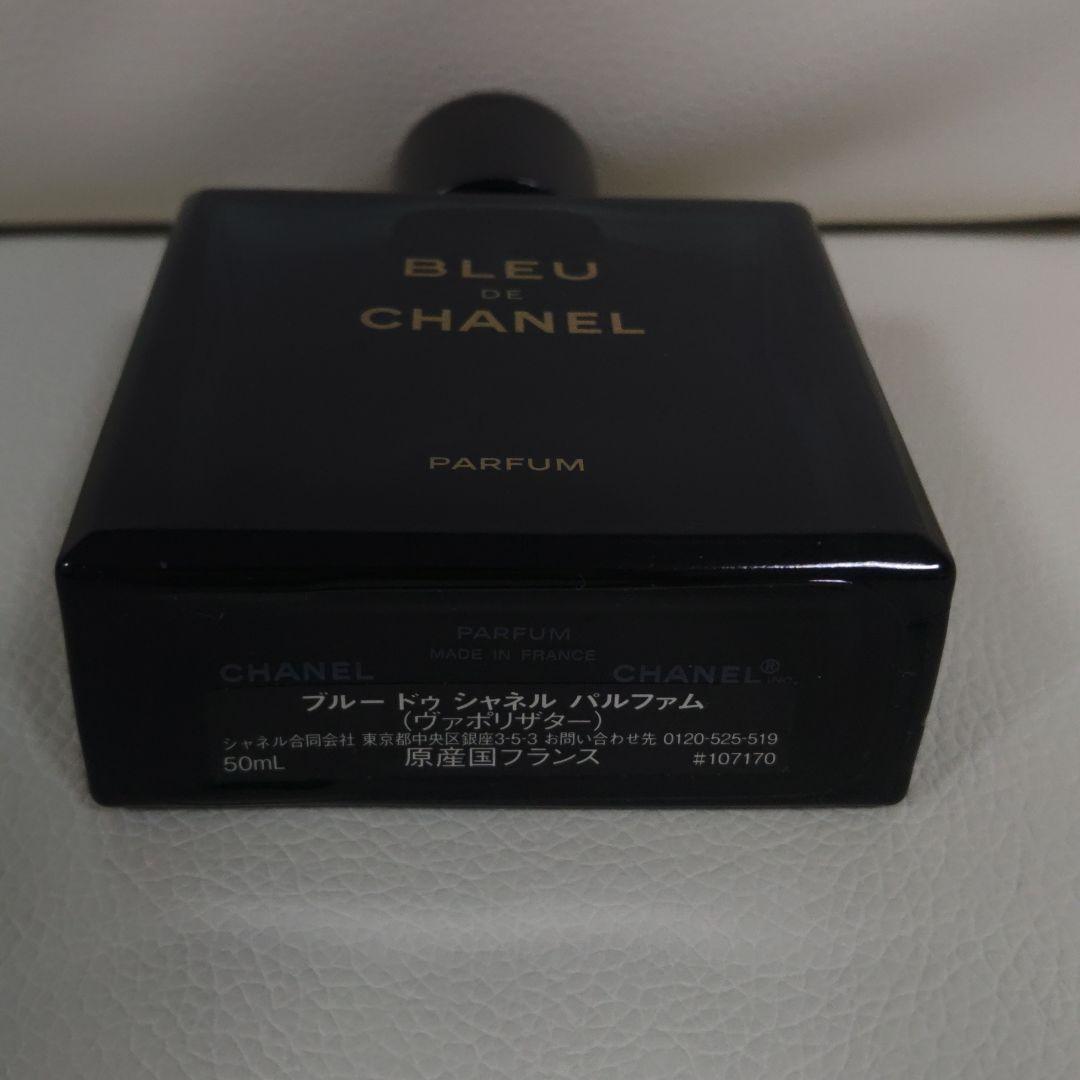 BLEU
DE
CHANEL
PARFUM
PARFUM
MADE IN FRANCE
CHANEL CHANEL® INC.
ブルー ドゥ シャネル パルファム
(ヴァポリザター)
シャネル合同会社 東京都中央区銀座3-5-3 お問い合わせ先 0120-525-519
50mL 原産国フランス #107170